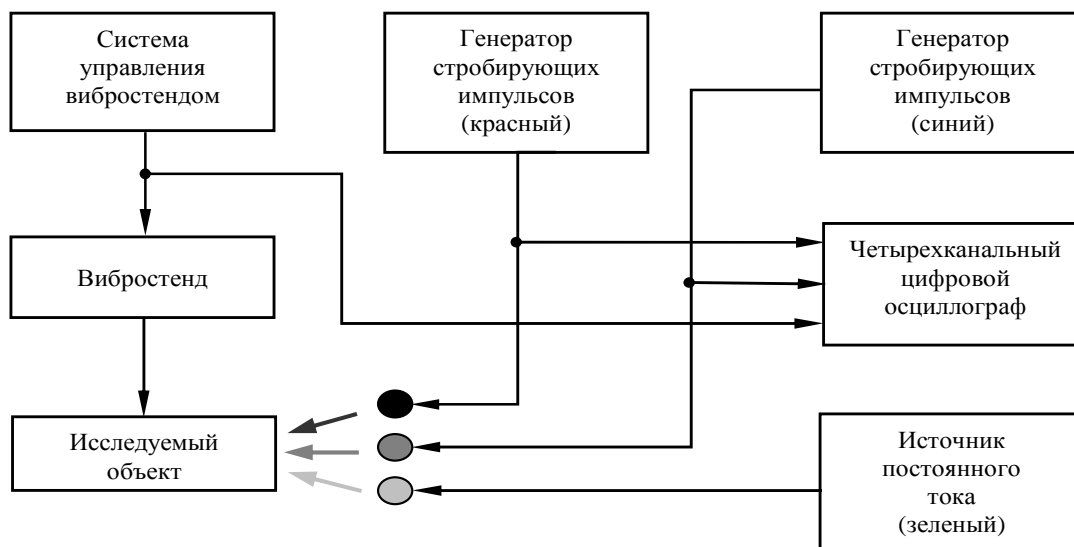 Система
управления
вибростендом
Генератор
стробирующих
импульсов
(красный)
Генератор
стробирующих
импульсов
(синий)
Вибростенд
Четырехканальный
цифровой
осциллограф
Исследуемый
объект
Источник
постоянного
тока
(зеленый)